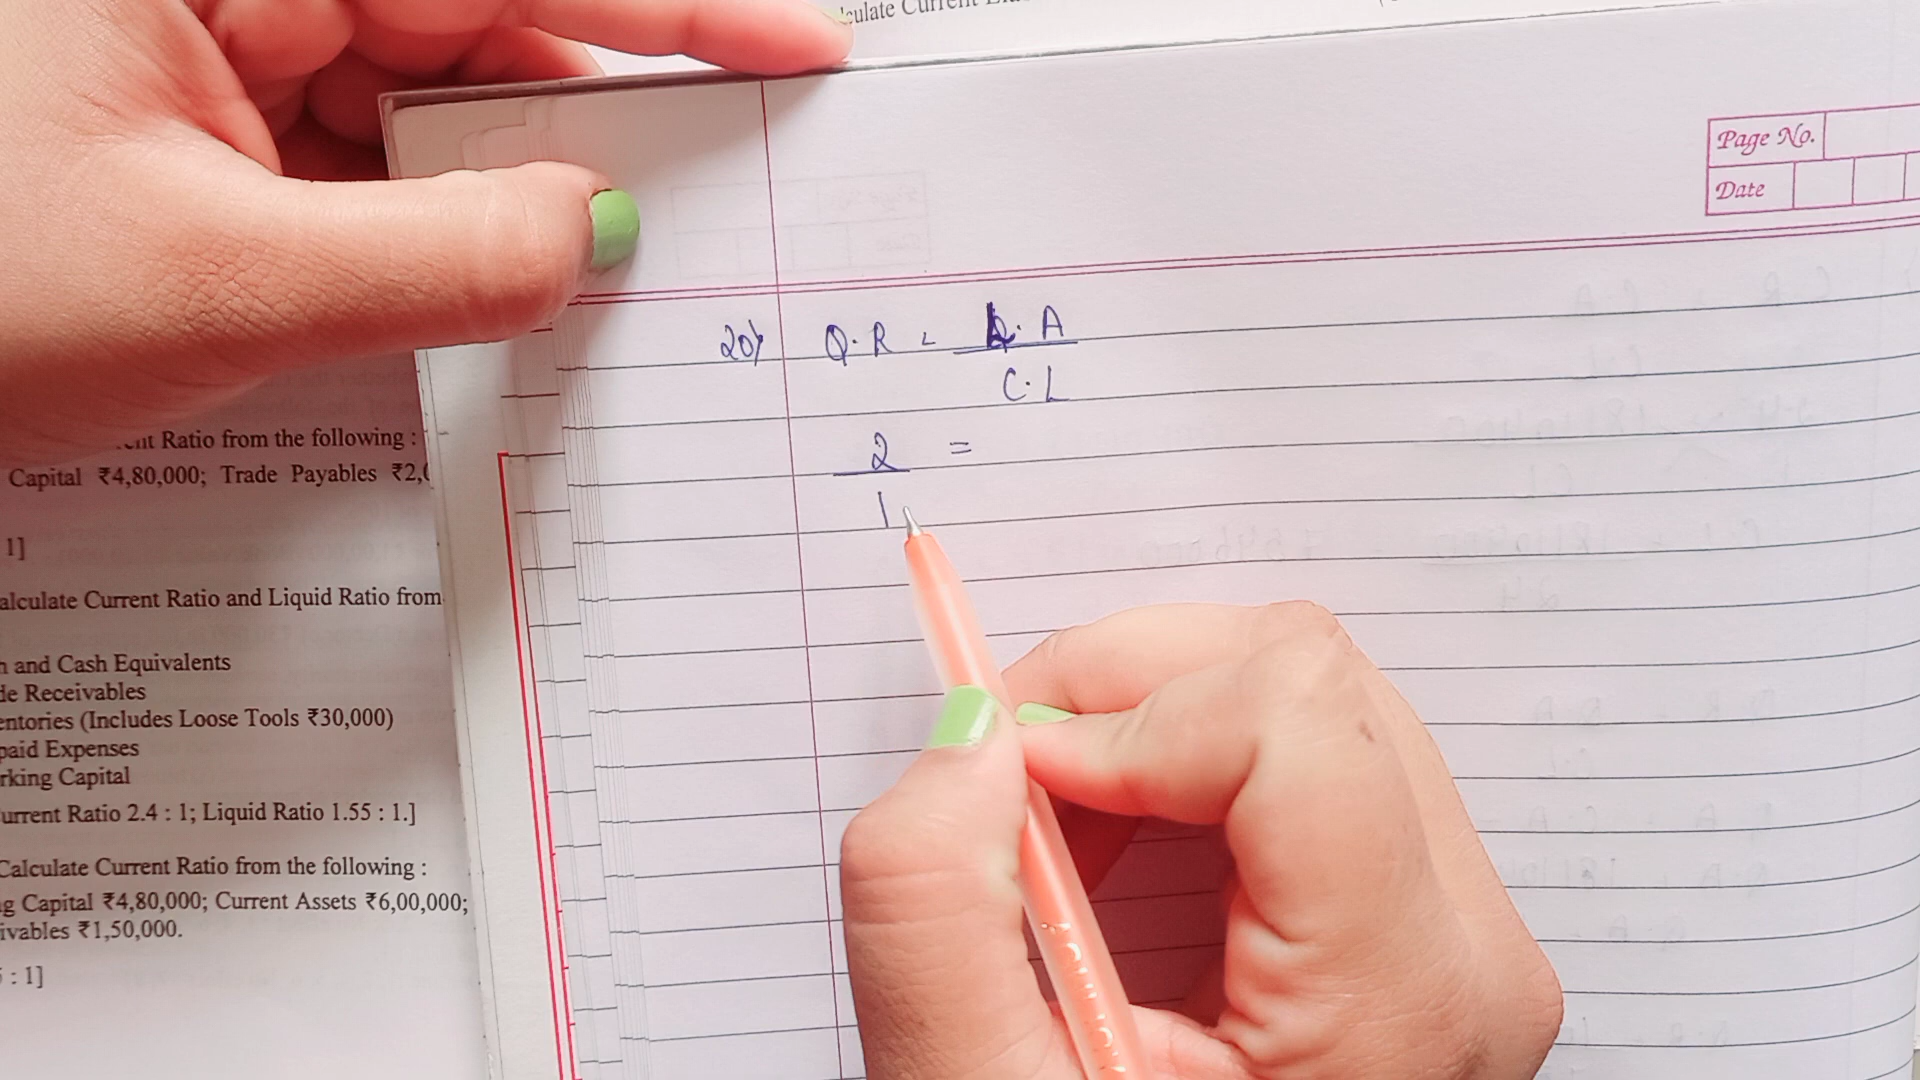 Calculate Current
Page No.
Date
20) Q.R = Q.A
C.L
2 =
1
Ratio from the following :
Capital ₹4,80,000; Trade Payables ₹2,
1]
alculate Current Ratio and Liquid Ratio from
and Cash Equivalents
de Receivables
entories (Includes Loose Tools ₹30,000)
paid Expenses
rking Capital
urrent Ratio 2.4 : 1; Liquid Ratio 1.55 : 1.]
Calculate Current Ratio from the following :
g Capital ₹4,80,000; Current Assets ₹6,00,000;
ivables ₹1,50,000.
: 1]